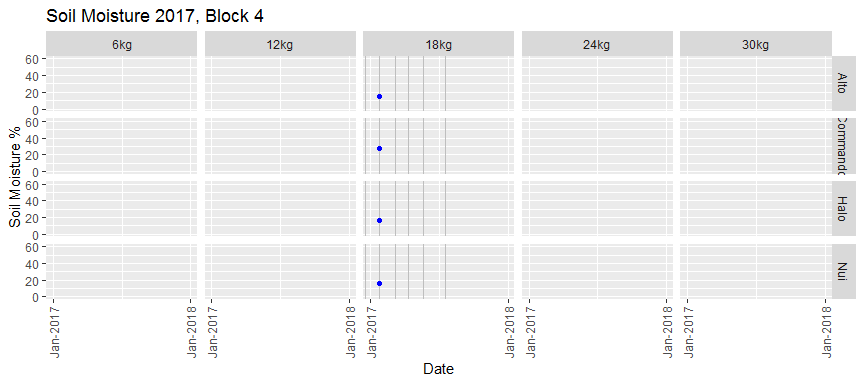 Soil Moisture 2017, Block 4
6kg 12kg 18kg 24kg 30kg
60
40
20
0
Alto
60
40
20
0
Commando
60
40
20
0
Halo
60
40
20
0
Nui
Soil Moisture %
Jan-2017 Jan-2018 Jan-2017 Jan-2018 Jan-2017 Jan-2018 Jan-2017 Jan-2018 Jan-2017 Jan-2018
Date